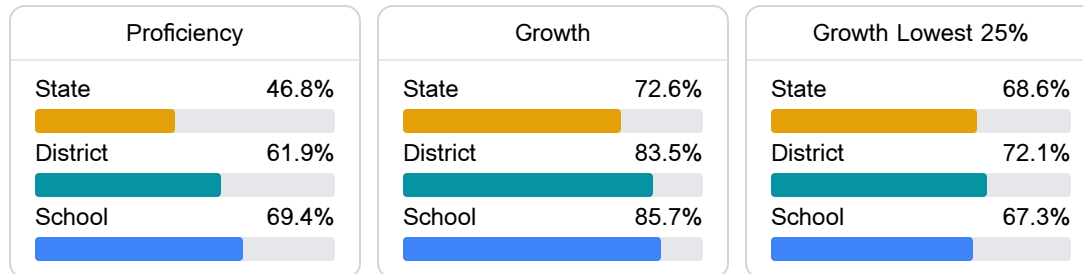 Proficiency
State 46.8%
District 61.9%
School 69.4%
Growth
State 72.6%
District 83.5%
School 85.7%
Growth Lowest 25%
State 68.6%
District 72.1%
School 67.3%